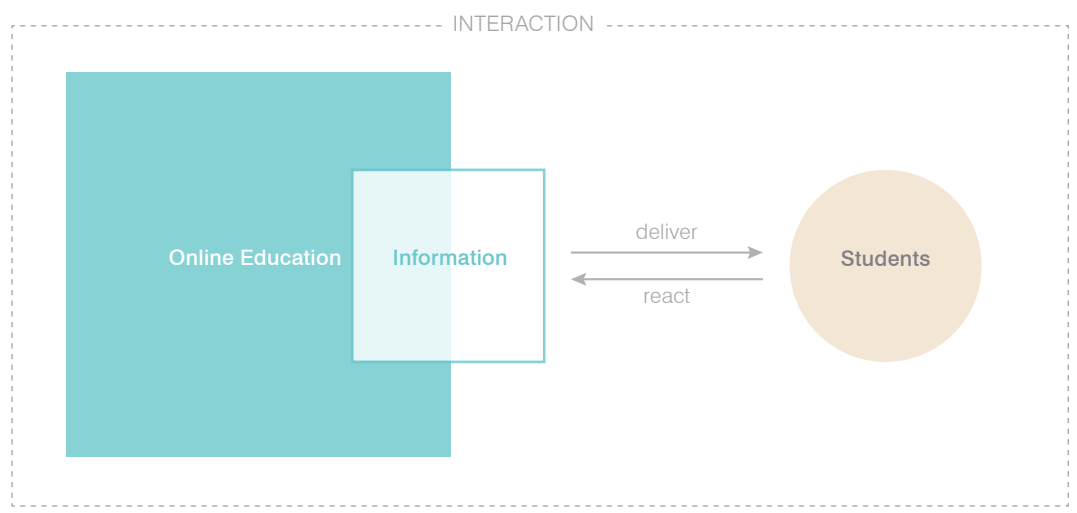 INTERACTION
Online Education
Information
deliver
react
Students